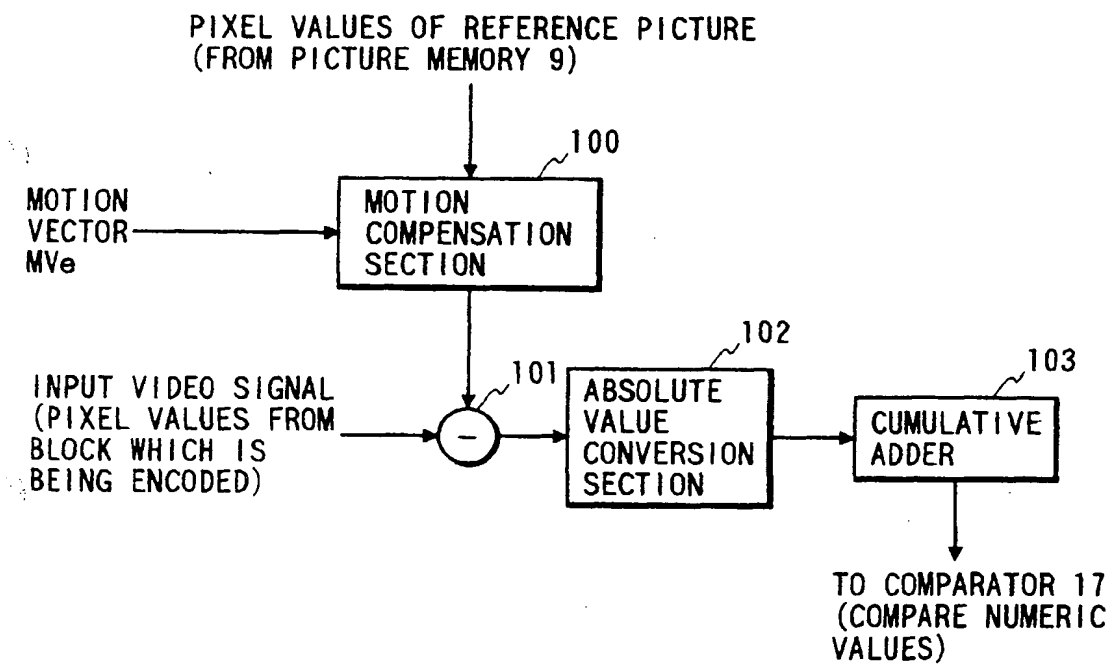 PIXEL VALUES OF REFERENCE PICTURE
(FROM PICTURE MEMORY 9)
100
MOTION
VECTOR
MVe
MOTION
COMPENSATION
SECTION
INPUT VIDEO SIGNAL
(PIXEL VALUES FROM
BLOCK WHICH IS
BEING ENCODED)
101
−
102
ABSOLUTE
VALUE
CONVERSION
SECTION
103
CUMULATIVE
ADDER
TO COMPARATOR 17
(COMPARE NUMERIC
VALUES)